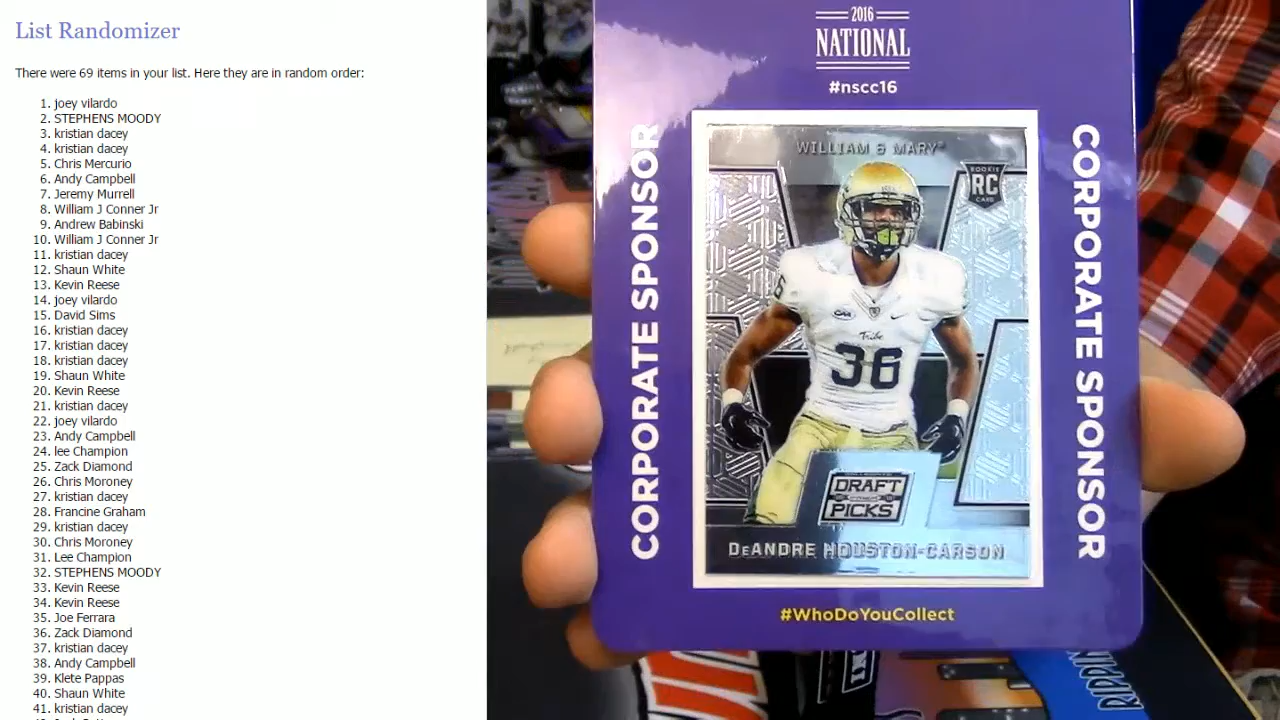 List Randomizer
There were 69 items in your list. Here they are in random order:
1. joey vilardo
2. STEPHENS MOODY
3. kristian dacey
4. kristian dacey
5. Chris Mercurio
6. Andy Campbell
7. Jeremy Murrell
8. William J Conner Jr
9. Andrew Babinski
10. William J Conner Jr
11. kristian dacey
12. Shaun White
13. Kevin Reese
14. joey vilardo
15. David Sims
16. kristian dacey
17. kristian dacey
18. kristian dacey
19. Shaun White
20. Kevin Reese
21. kristian dacey
22. joey vilardo
23. Andy Campbell
24. lee Champion
25. Zack Diamond
26. Chris Moroney
27. kristian dacey
28. Francine Graham
29. kristian dacey
30. Chris Moroney
31. Lee Champion
32. STEPHENS MOODY
33. Kevin Reese
34. Kevin Reese
35. Joe Ferrara
36. Zack Diamond
37. kristian dacey
38. Andy Campbell
39. Klete Pappas
40. Shaun White
41. kristian dacey
2016
NATIONAL
#nscc16
CORPORATE SPONSOR
WILLIAM & MARY
ROOKIE
RC
CARD
CAA
Tribe
36
DRAFT
PICKS
DeANDRE HOUSTON-CARSON
CORPORATE SPONSOR
#WhoDoYouCollect
RIPPIN